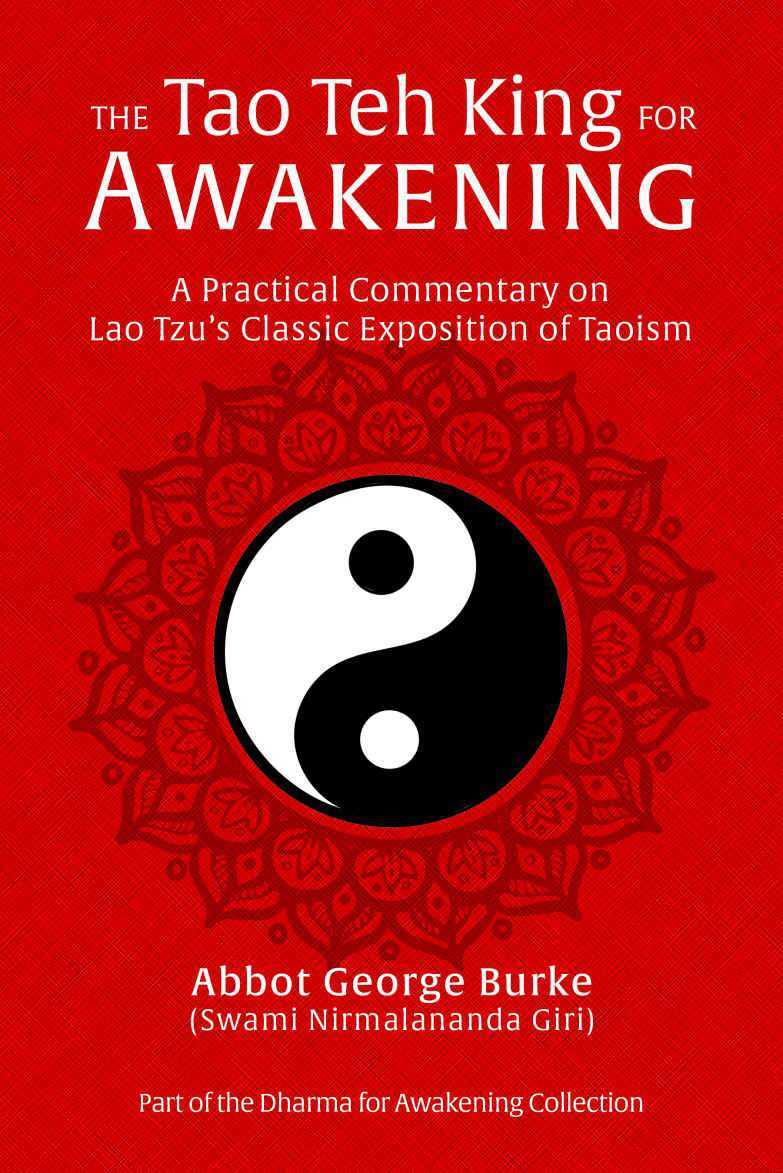 THE Tao Teh King FOR
AWAKENING
A Practical Commentary on
Lao Tzu’s Classic Exposition of Taoism
Abbot George Burke
(Swami Nirmalananda Giri)
Part of the Dharma for Awakening Collection